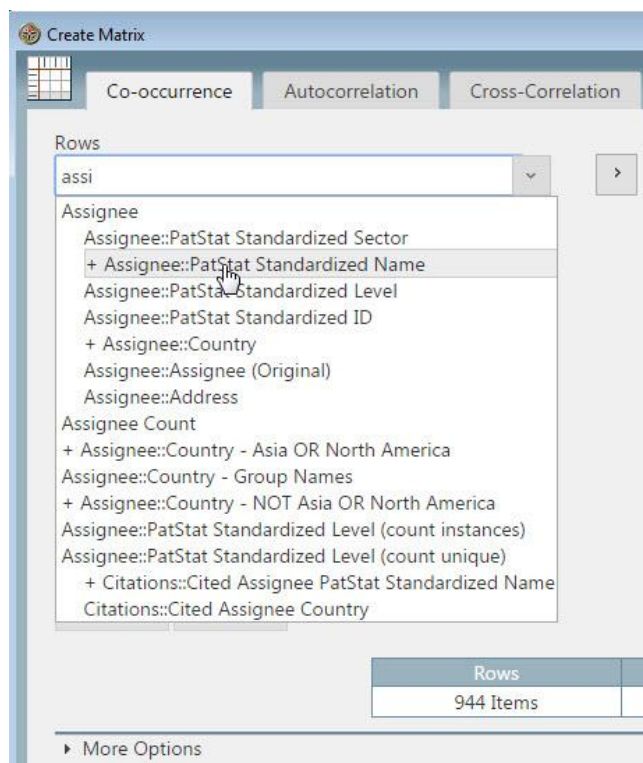 Create Matrix
Co-occurrence Autocorrelation Cross-Correlation
Rows
assi
Assignee
Assignee::PatStat Standardized Sector
+ Assignee::PatStat Standardized Name
Assignee::PatStat Standardized Level
Assignee::PatStat Standardized ID
+ Assignee::Country
Assignee::Assignee (Original)
Assignee::Address
Assignee Count
+ Assignee::Country - Asia OR North America
Assignee::Country - Group Names
+ Assignee::Country - NOT Asia OR North America
Assignee::PatStat Standardized Level (count instances)
Assignee::PatStat Standardized Level (count unique)
+ Citations::Cited Assignee PatStat Standardized Name
Citations::Cited Assignee Country
Rows
944 Items
More Options